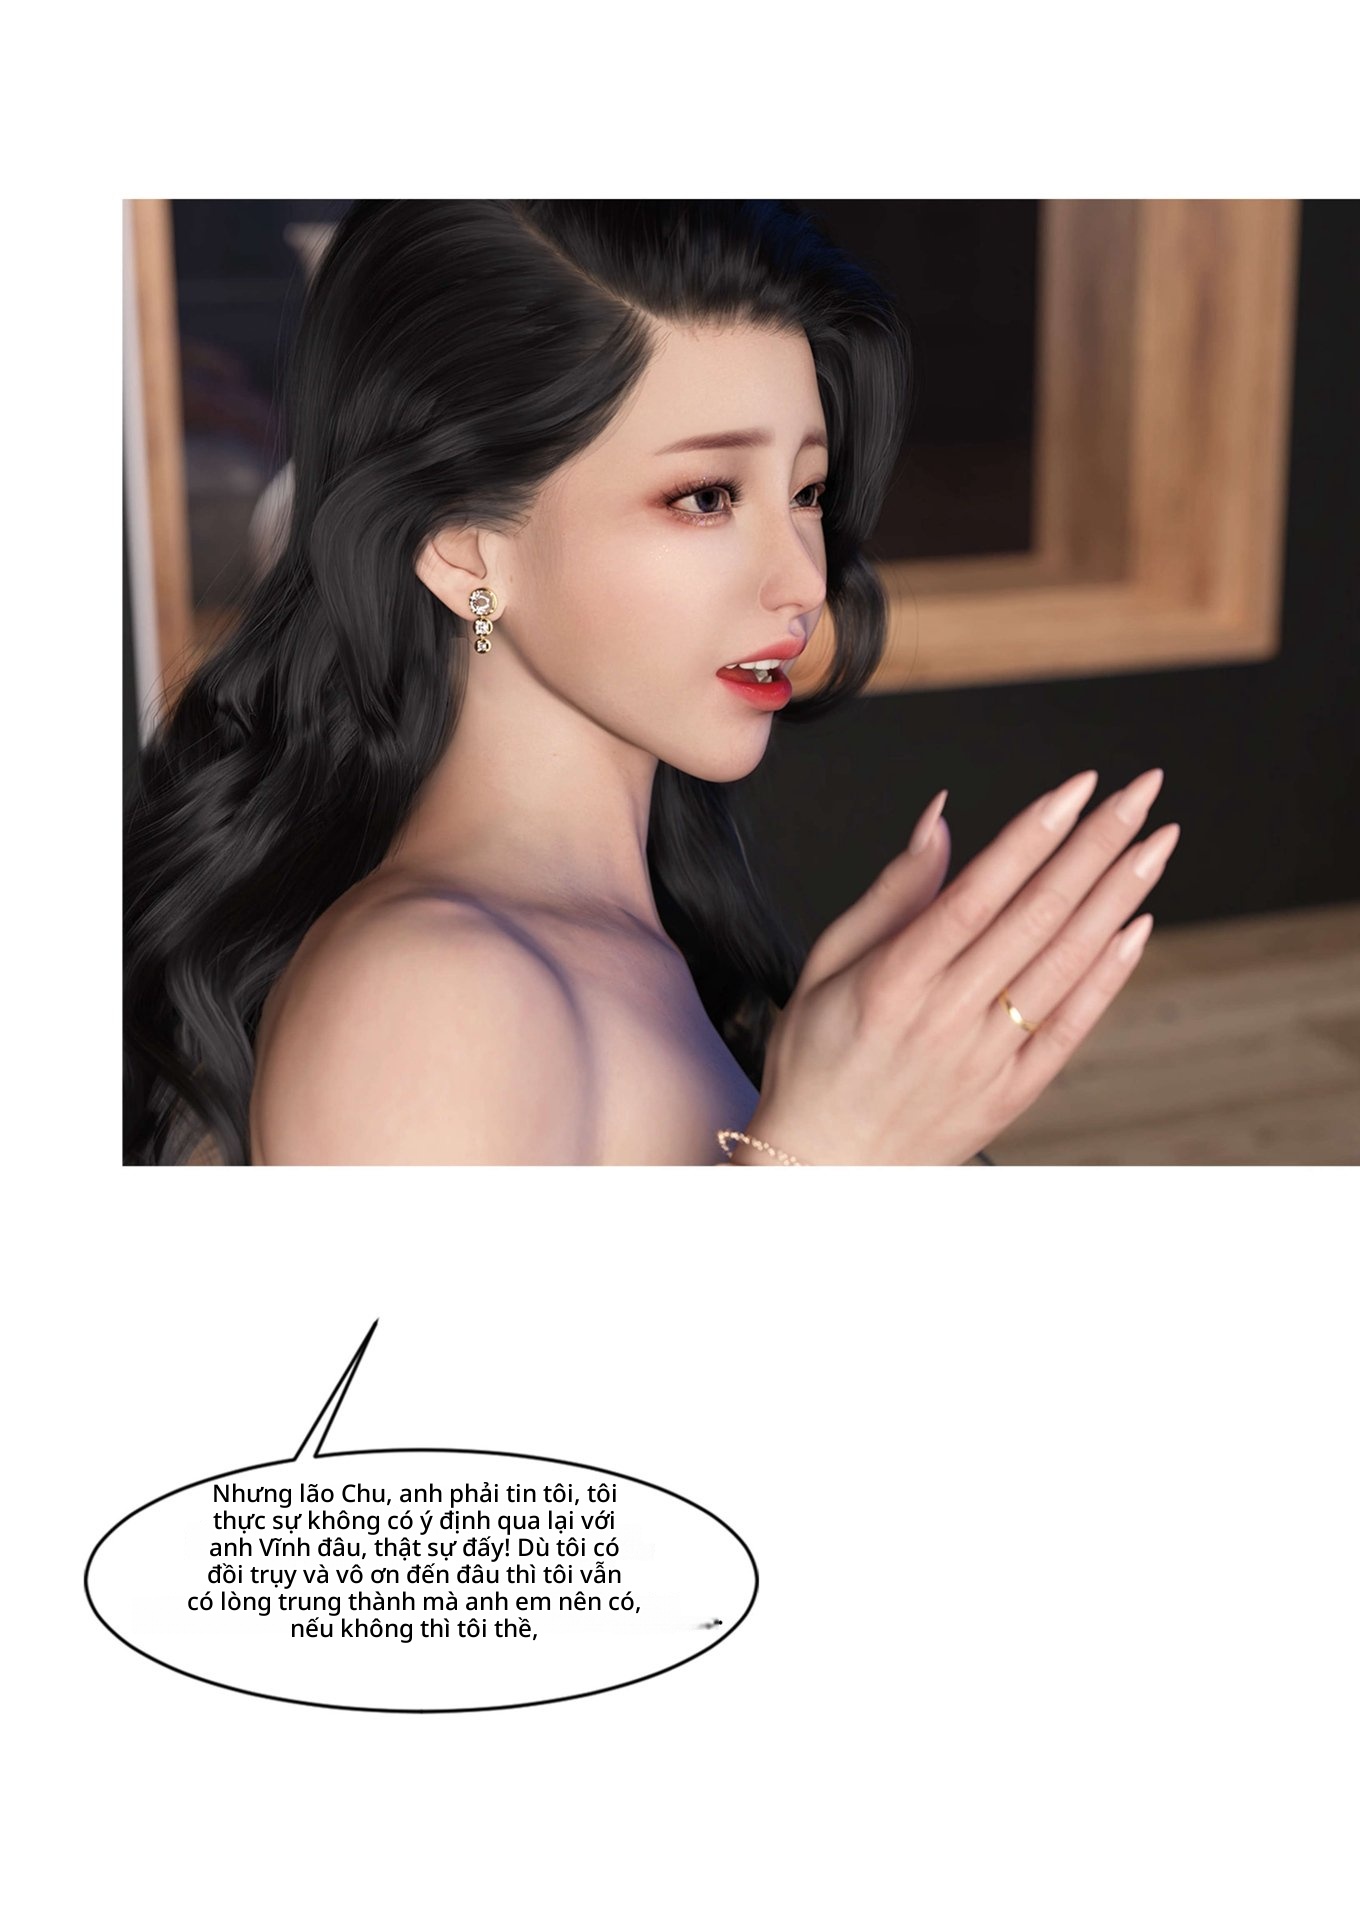 Nhưng lão Chu, anh phải tin tôi, tôi
thực sự không có ý định qua lại với
anh Vĩnh đâu, thật sự đấy! Dù tôi có
đồi trụy và vô ơn đến đâu thì tôi vẫn
có lòng trung thành mà anh em nên có,
nếu không thì tôi thề,